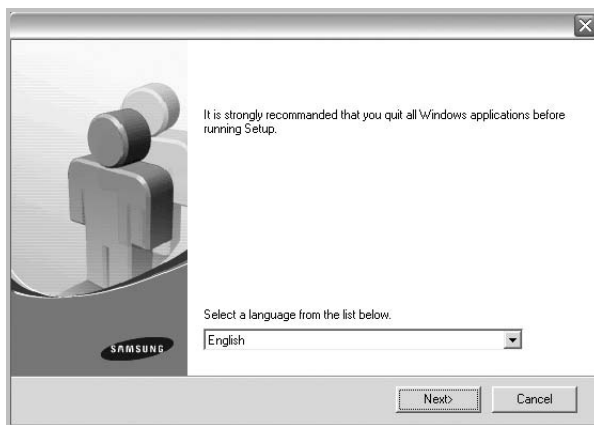 It is strongly recommanded that you quit all Windows applications before
running Setup.
Select a language from the list below.
English
SAMSUNG
Next>
Cancel